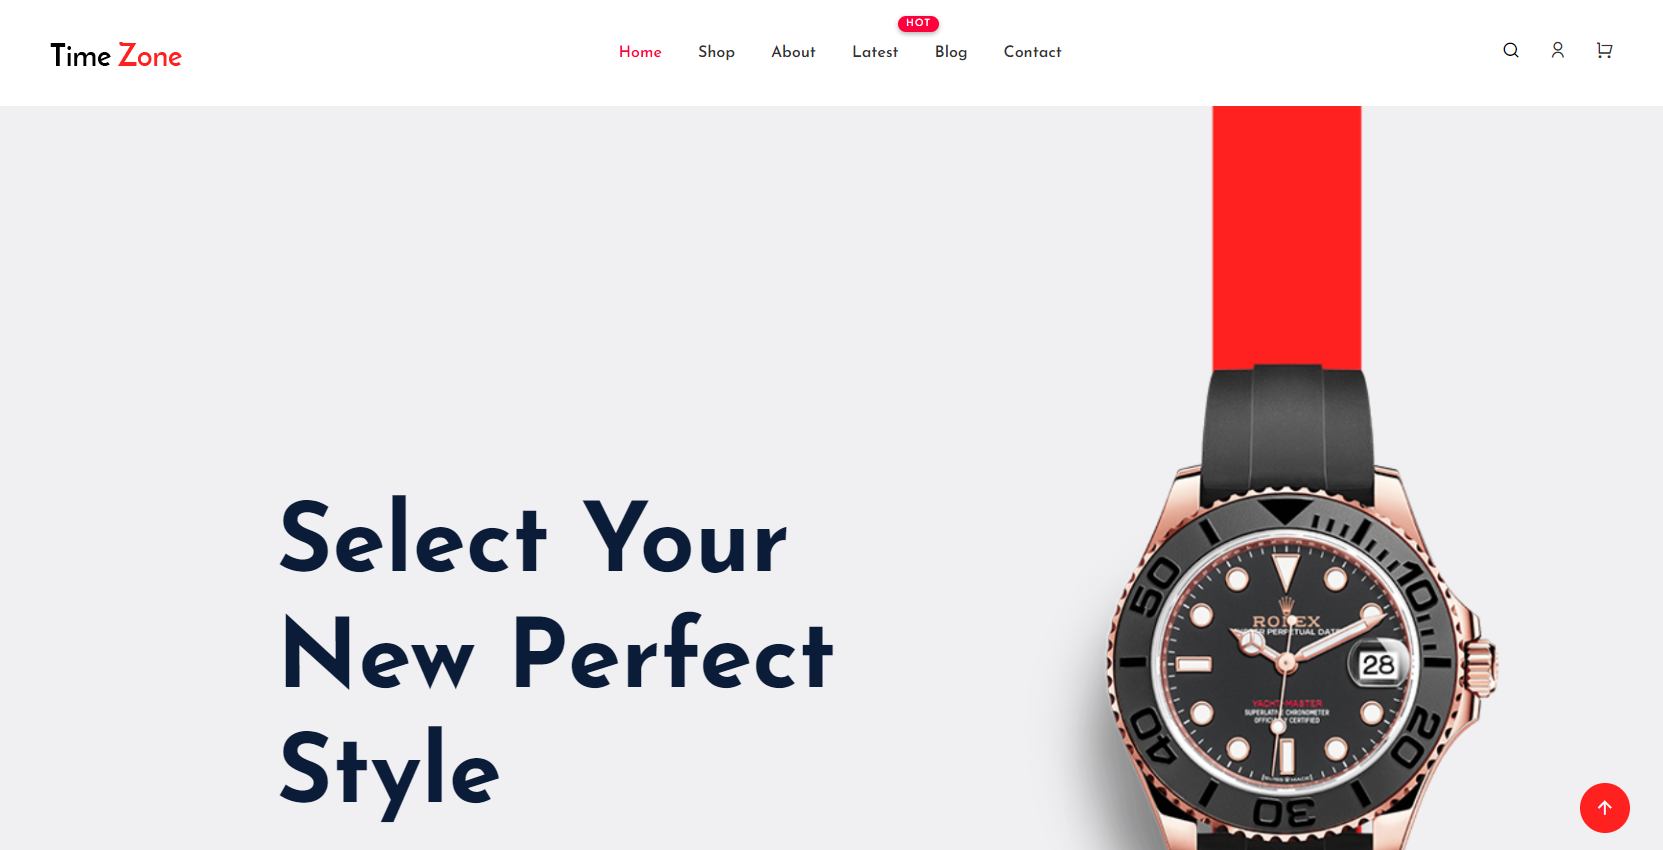 HOT
Time Zone
Home Shop About Latest Blog Contact
Select Your
New Perfect
Style
50
10
ROLEX
PERPETUAL DATE
28
YACHT-MASTER
SUPERLATIVE CHRONOMETER
OFFICIALLY CERTIFIED
40
20
SWISS MADE
30